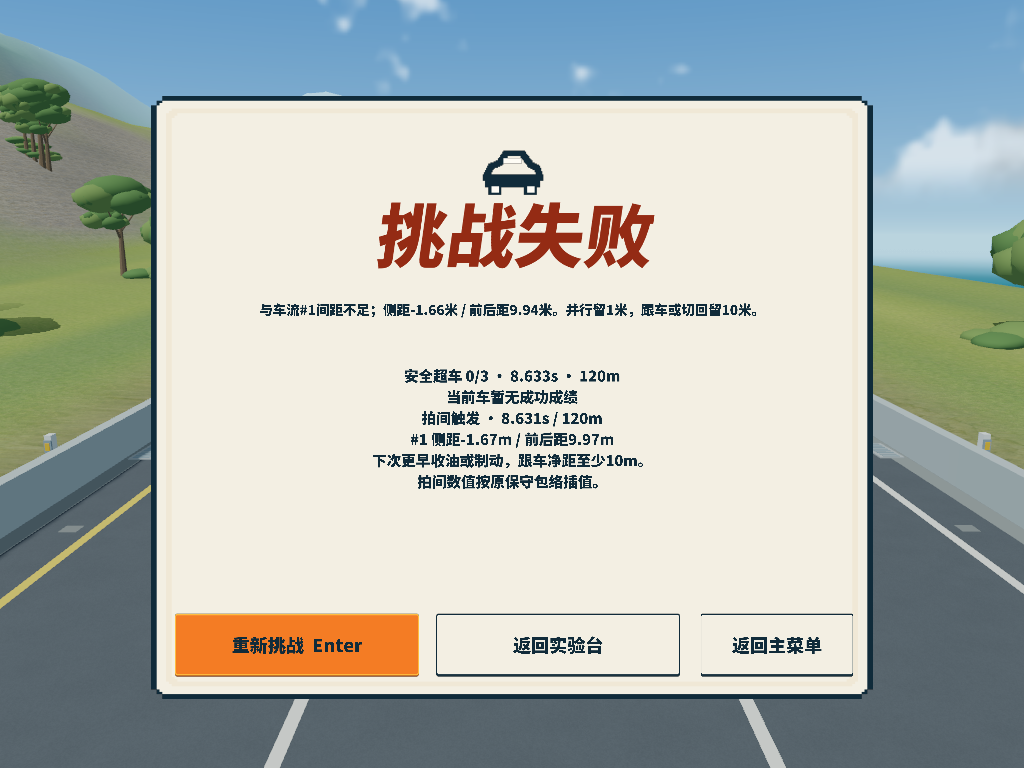 挑战失败
与车流#1间距不足；侧距-1.66米 / 前后距9.94米。并行留1米，跟车或切回留10米。
安全超车 0/3 · 8.633s · 120m
当前车暂无成功成绩
拍间触发 · 8.631s / 120m
#1 侧距-1.67m / 前后距9.97m
下次更早收油或制动，跟车净距至少10m。
拍间数值按原保守包络插值。
重新挑战 Enter
返回实验台
返回主菜单